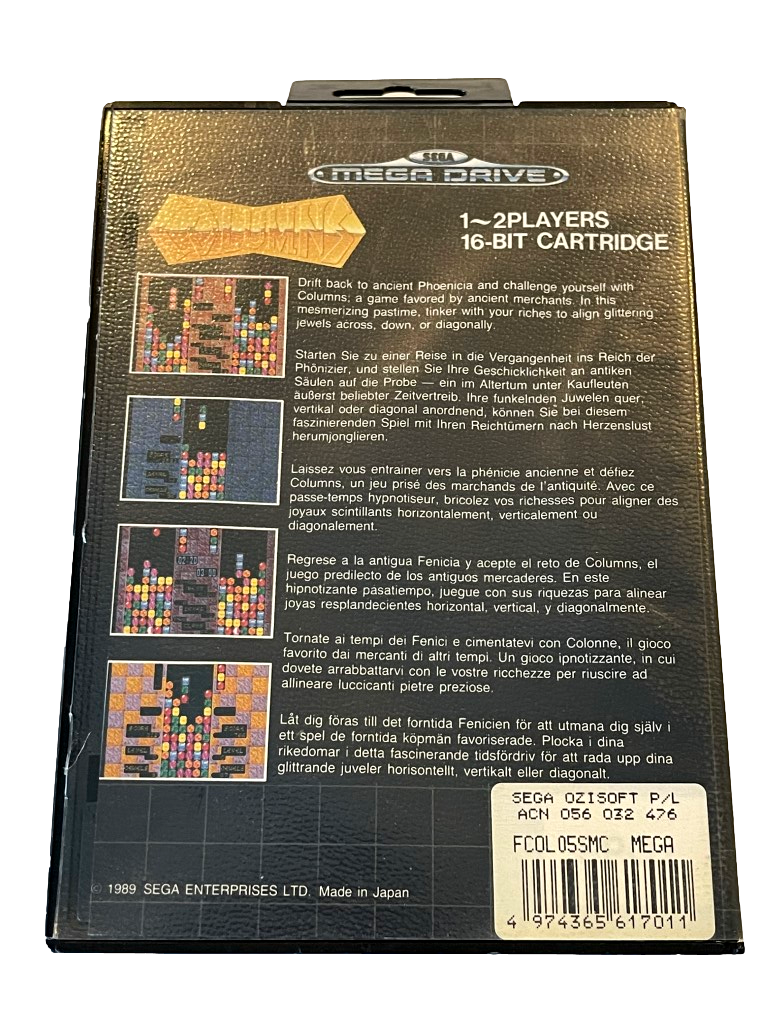 SEGA
MEGA DRIVE
COLUMNS
1~2PLAYERS
16-BIT CARTRIDGE
Drift back to ancient Phoenicia and challenge yourself with
Columns; a game favored by ancient merchants. In this
mesmerizing pastime, tinker with your riches to align glittering
jewels across, down, or diagonally.
Starten Sie zu einer Reise in die Vergangenheit ins Reich der
Phönizier, und stellen Sie Ihre Geschicklichkeit an antiken
Säulen auf die Probe — ein im Altertum unter Kaufleuten
äußerst beliebter Zeitvertreib. Ihre funkelnden Juwelen quer,
vertikal oder diagonal anordnend, können Sie bei diesem
faszinierenden Spiel mit Ihren Reichtümern nach Herzenslust
herumjonglieren.
Laissez vous entrainer vers la phénicie ancienne et défiez
Columns, un jeu prisé des marchands de l'antiquité. Avec ce
passe-temps hypnotiseur, bricolez vos richesses pour aligner des
joyaux scintillants horizontalement, verticalement ou
diagonalement.
Regrese a la antigua Fenicia y acepte el reto de Columns, el
juego predilecto de los antiguos mercaderes. En este
hipnotizante pasatiempo, juegue con sus riquezas para alinear
joyas resplandecientes horizontal, vertical, y diagonalmente.
Tornate ai tempi dei Fenici e cimentatevi con Colonne, il gioco
favorito dai mercanti di altri tempi. Un gioco ipnotizzante, in cui
dovete arrabbattarvi con le vostre ricchezze per riuscire ad
allineare luccicanti pietre preziose.
Låt dig föras till det forntida Fenicien för att utmana dig själv i
ett spel de forntida köpmän favoriserade. Plocka i dina
rikedomar i detta fascinerande tidsfördriv för att rada upp dina
glittrande juveler horisontellt, vertikalt eller diagonalt.
SEGA OZISOFT P/L
ACN 056 032 476
FCOL05SMC MEGA
4 974365 617011
© 1989 SEGA ENTERPRISES LTD. Made in Japan